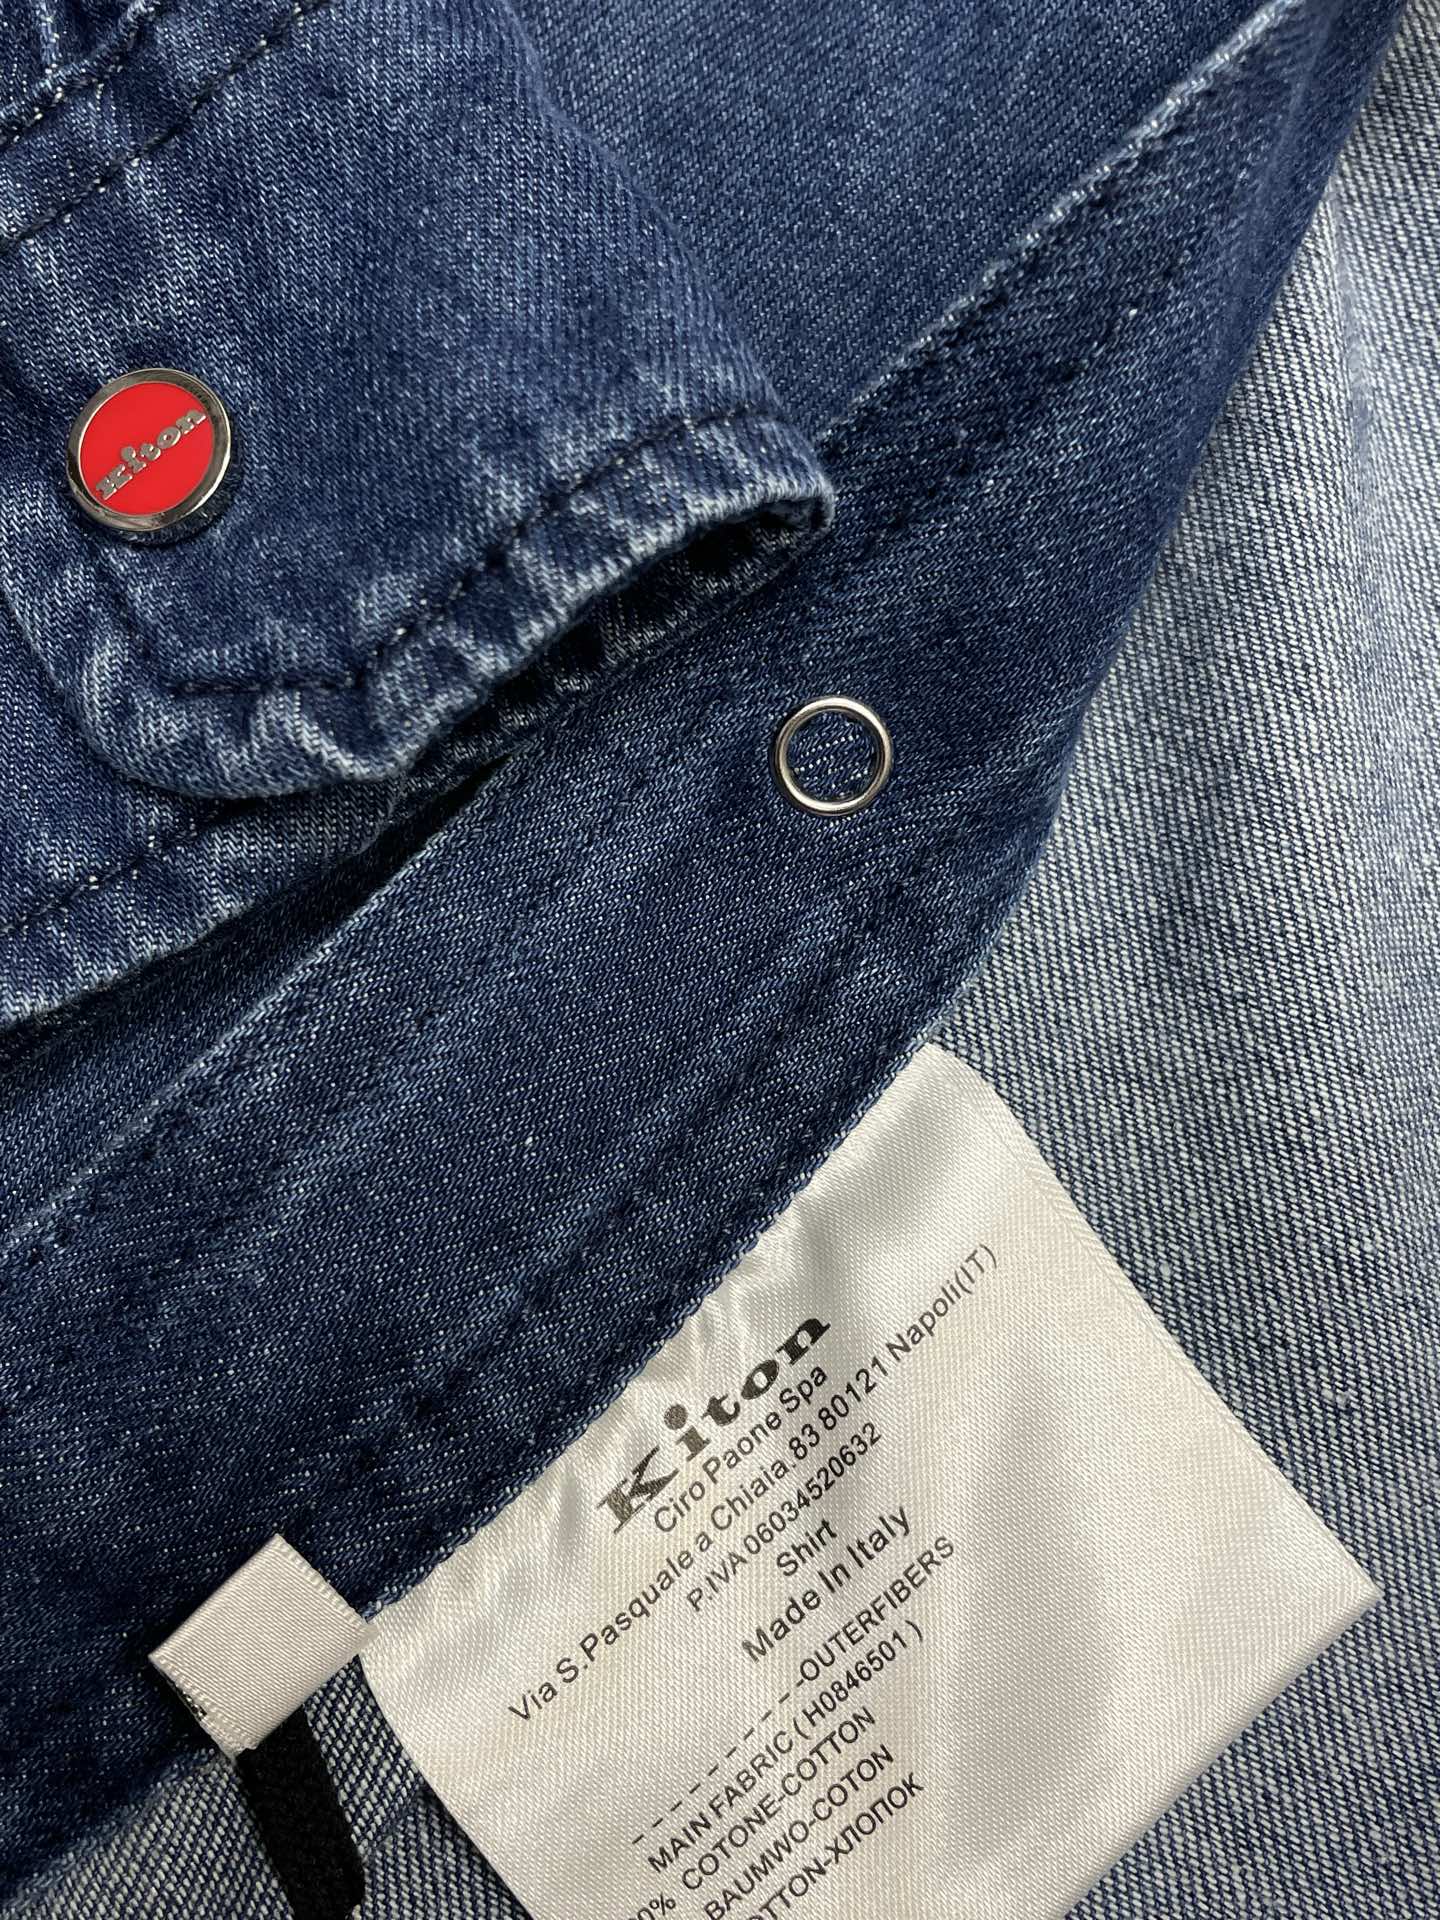 Kiton
Kiton
Ciro Paone Spa
Via S.Pasquale a Chiaia.83 80121 Napoli(IT)
P.IVA 06034520632
Shirt
Made In Italy
- - - - - - - - -OUTERFIBERS
MAIN FABRIC ( H0846501 )
COTONE-COTTON
BAUMWO-COTON
OTTON-ХЛОПОК